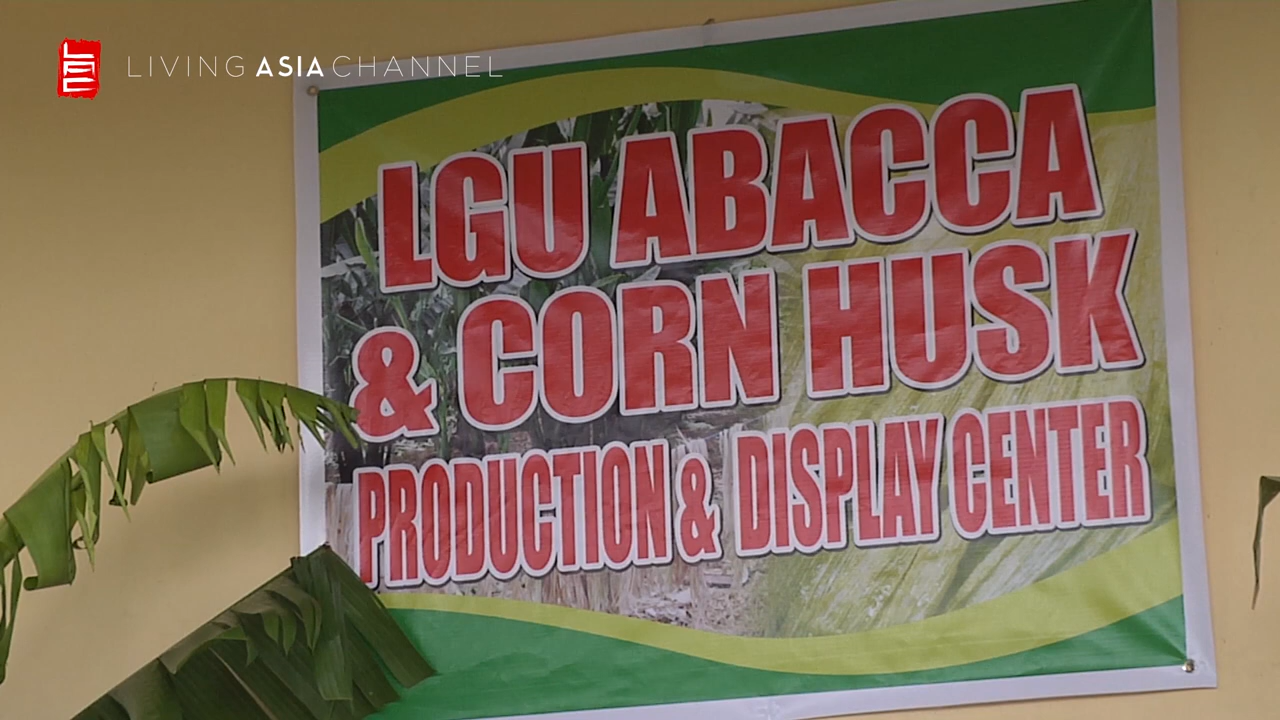 LIVING ASIA CHANNEL
LGU ABACCA
& CORN HUSK
PRODUCTION & DISPLAY CENTER